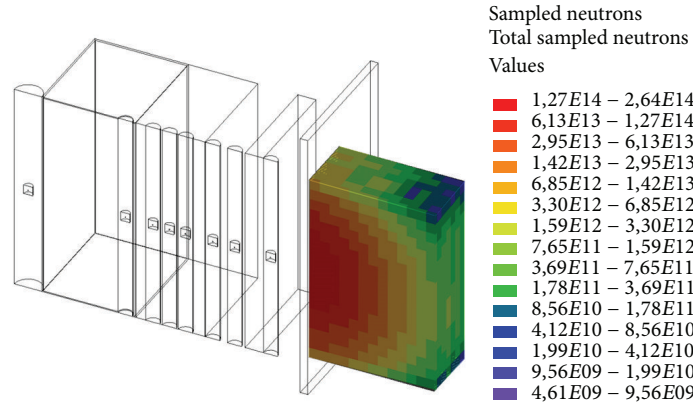 Sampled neutrons
Total sampled neutrons
Values
1,27E14 – 2,64E14
6,13E13 – 1,27E14
2,95E13 – 6,13E13
1,42E13 – 2,95E13
6,85E12 – 1,42E13
3,30E12 – 6,85E12
1,59E12 – 3,30E12
7,65E11 – 1,59E12
3,69E11 – 7,65E11
1,78E11 – 3,69E11
8,56E10 – 1,78E11
4,12E10 – 8,56E10
1,99E10 – 4,12E10
9,56E09 – 1,99E10
4,61E09 – 9,56E09